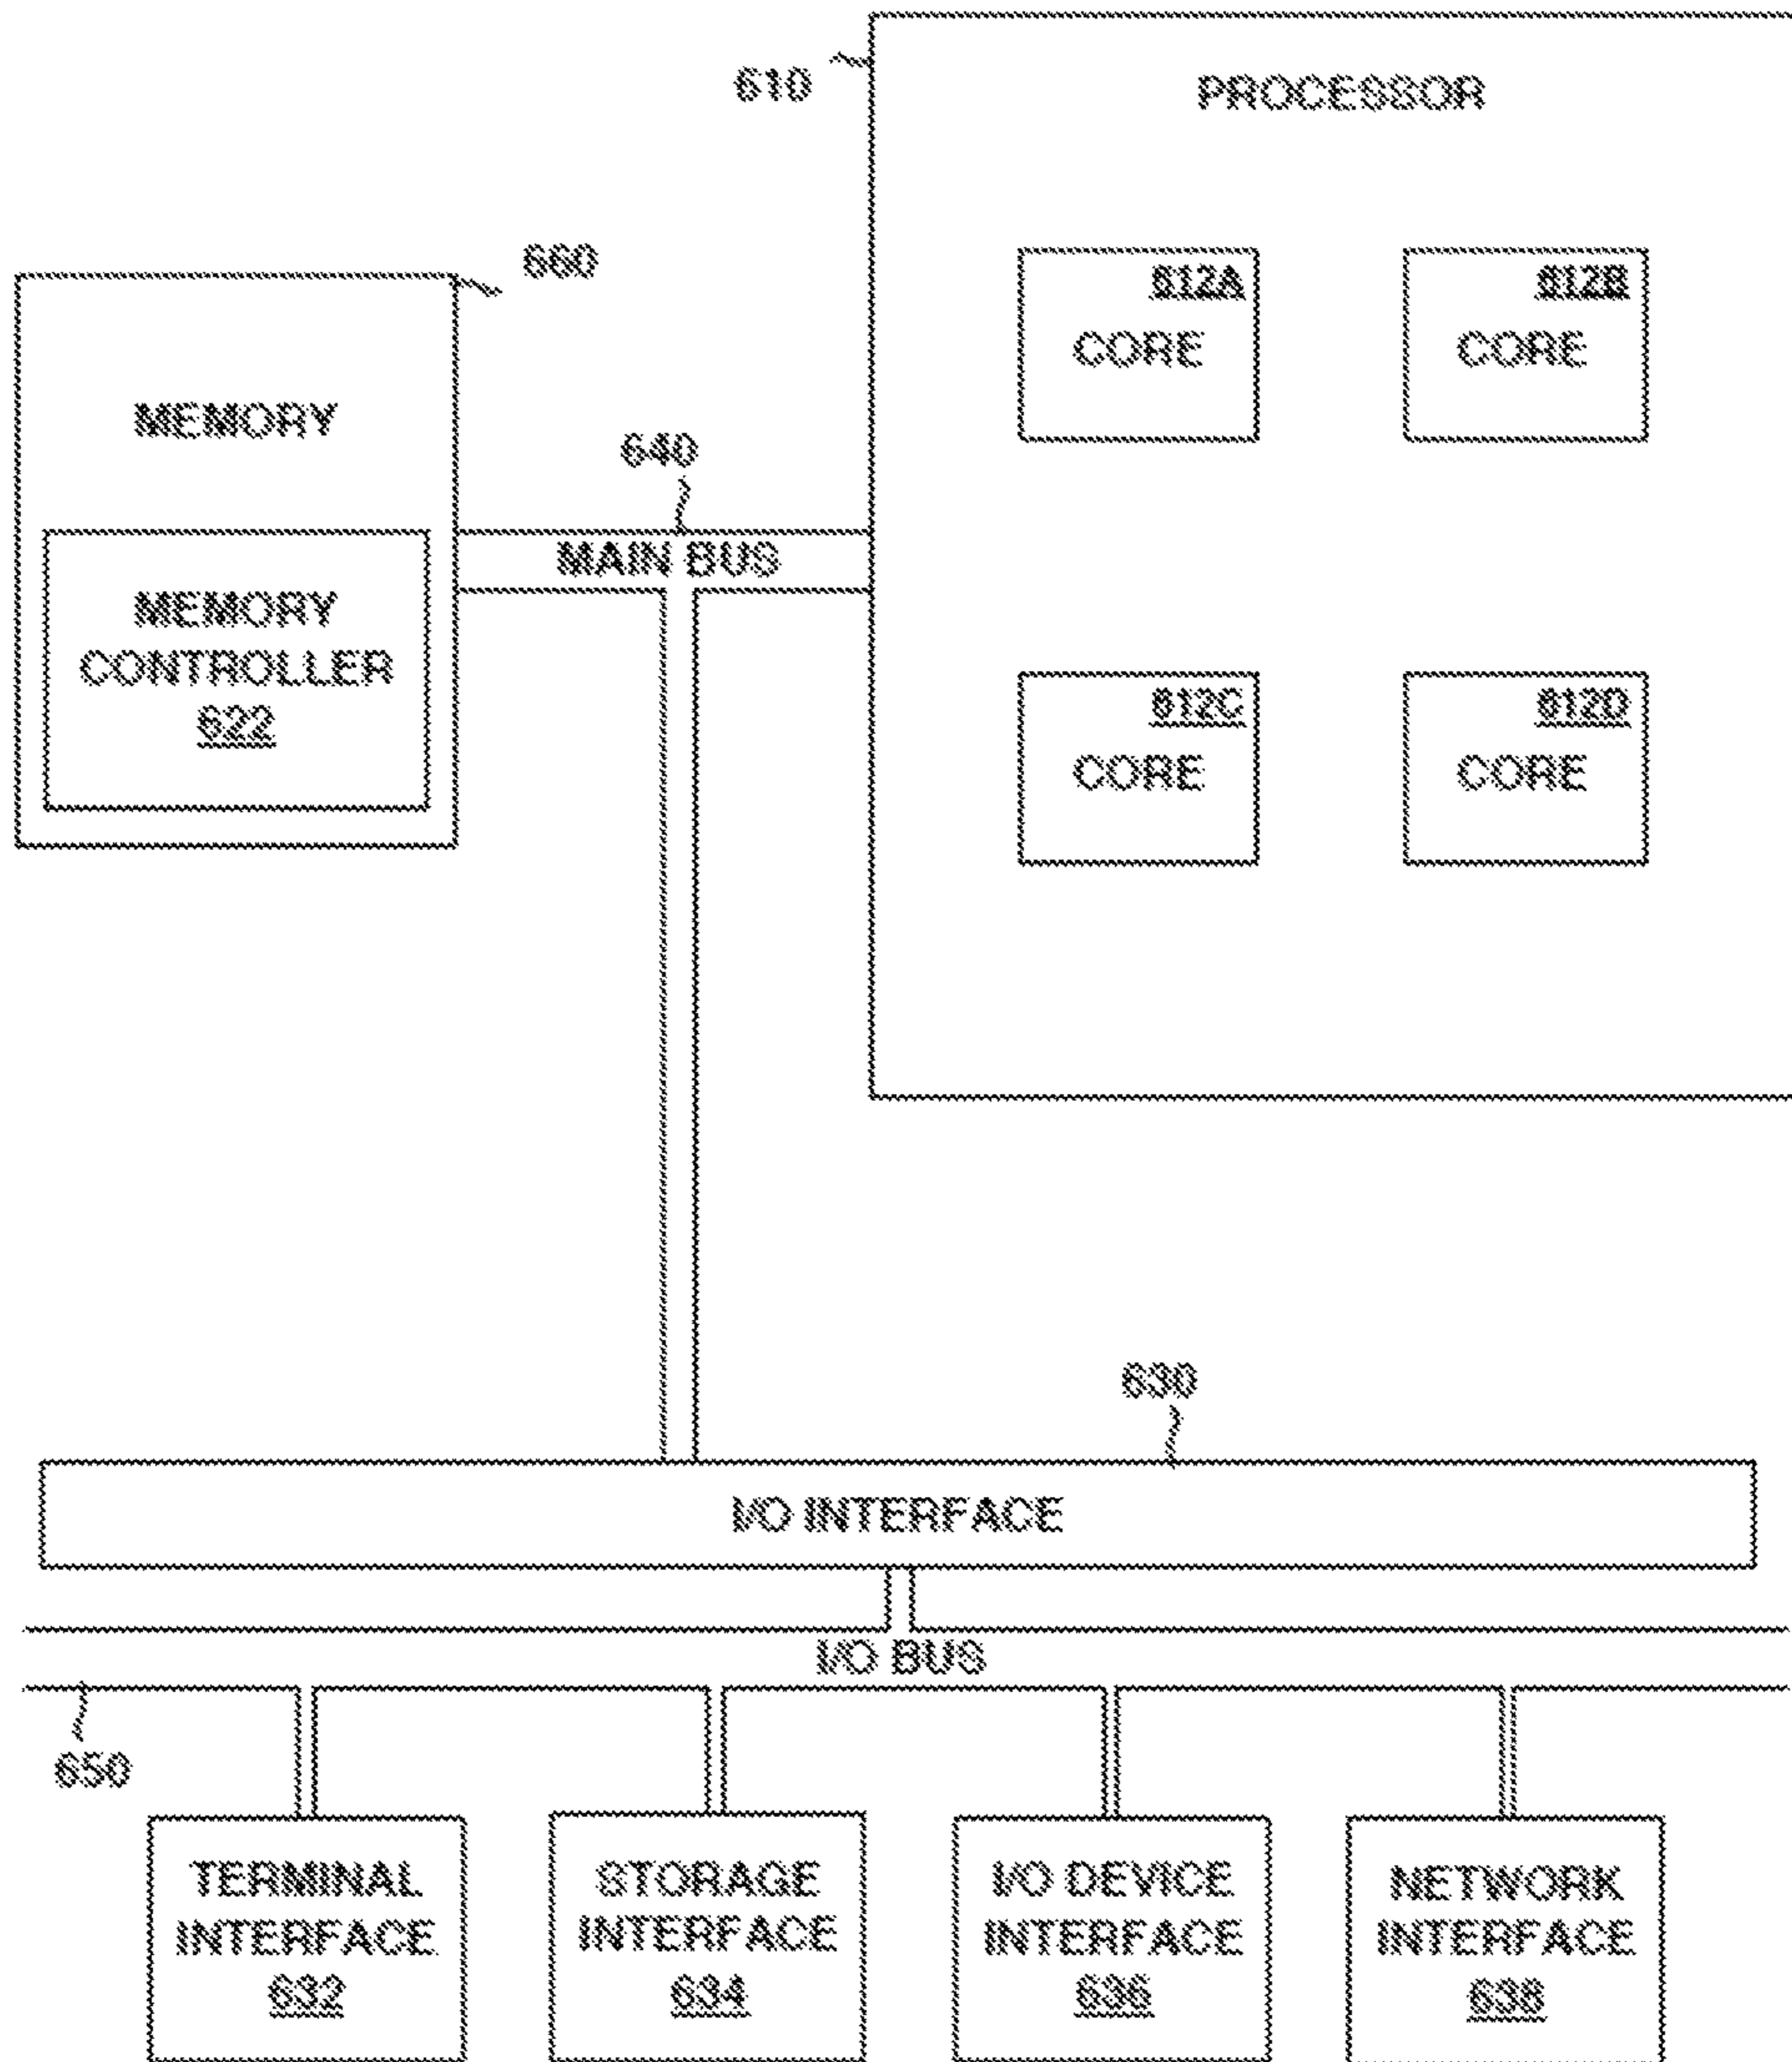 610
PROCESSOR
660
612A
CORE
612B
CORE
MEMORY
640
MAIN BUS
MEMORY
CONTROLLER
622
612C
CORE
612D
CORE
630
I/O INTERFACE
I/O BUS
650
TERMINAL
INTERFACE
632
STORAGE
INTERFACE
634
I/O DEVICE
INTERFACE
636
NETWORK
INTERFACE
638